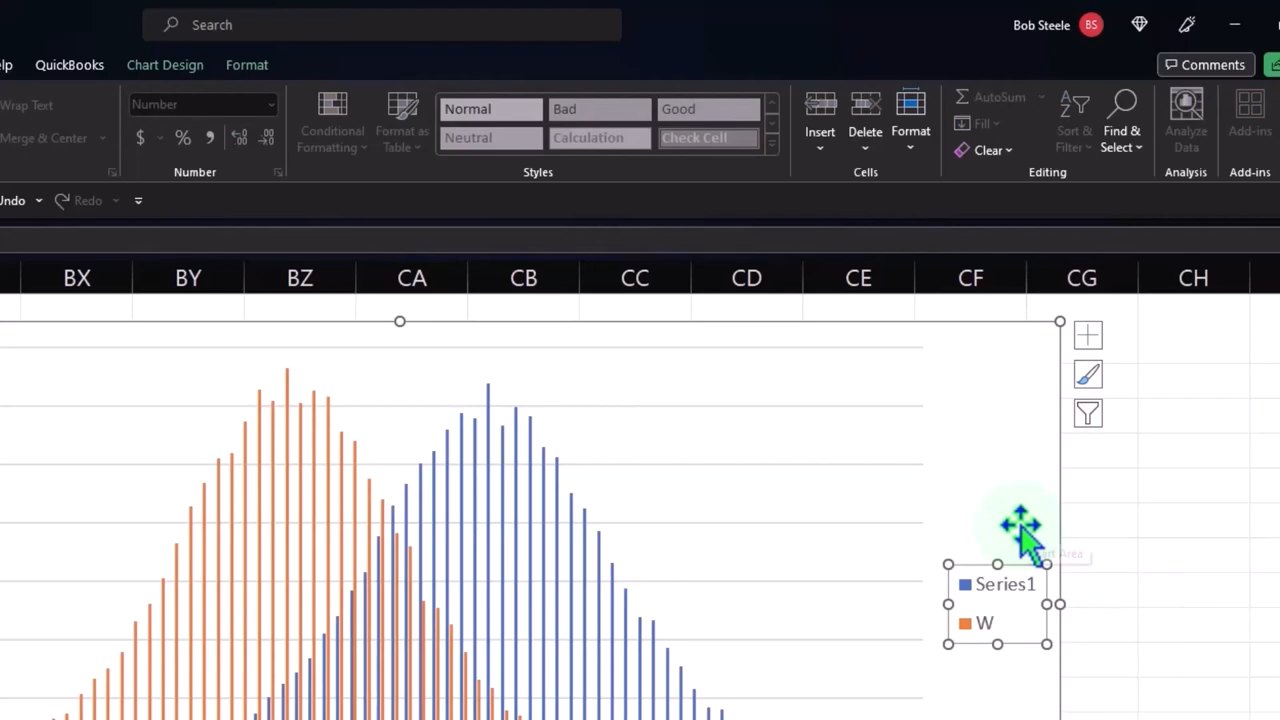 Search
Bob Steele BS
elp QuickBooks Chart Design Format
Comments
Wrap Text
Merge & Center
Number
$ %
Number
Conditional
Formatting
Format as
Table
Normal Bad Good
Neutral Calculation Check Cell
Styles
Insert Delete Format
Cells
AutoSum
Fill
Clear
Sort &
Filter
Find &
Select
Editing
Analyze
Data
Analysis
Add-ins
Add-ins
Undo Redo
BX BY BZ CA CB CC CD CE CF CG CH
Area
Series1
W